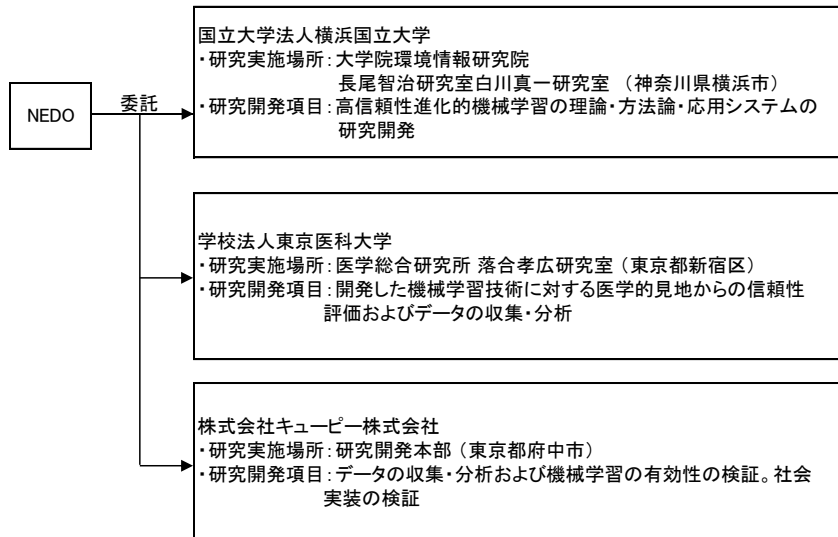 NEDO
委託
国立大学法人横浜国立大学
・研究実施場所：大学院環境情報研究院
長尾智治研究室白川真一研究室 （神奈川県横浜市）
・研究開発項目：高信頼性進化的機械学習の理論・方法論・応用システムの
研究開発
学校法人東京医科大学
・研究実施場所：医学総合研究所 落合孝広研究室（東京都新宿区）
・研究開発項目：開発した機械学習技術に対する医学的見地からの信頼性
評価およびデータの収集・分析
株式会社キューピー株式会社
・研究実施場所：研究開発本部（東京都府中市）
・研究開発項目：データの収集・分析および機械学習の有効性の検証。社会
実装の検証